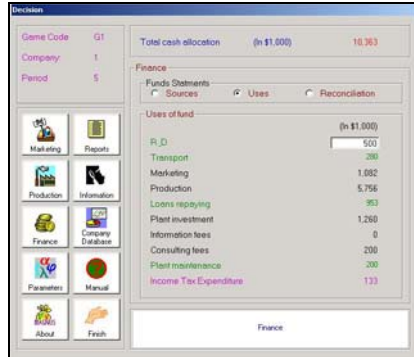 Decision
Game Code G1
Company 1
Period 5
Total cash allocation (In $1,000) 10,363
Finance
Funds Statments
Sources Uses Reconciliation
Uses of fund
(In $1,000)
R_D 500
Transport 280
Marketing 1,082
Production 5,756
Loans repaying 953
Plant investment 1,260
Information fees 0
Consulting fees 200
Plant maintenance 200
Income Tax Expenditure 133
Marketing Reports
Production Information
Finance Company Database
Parameters Manual
About Finish
Finance